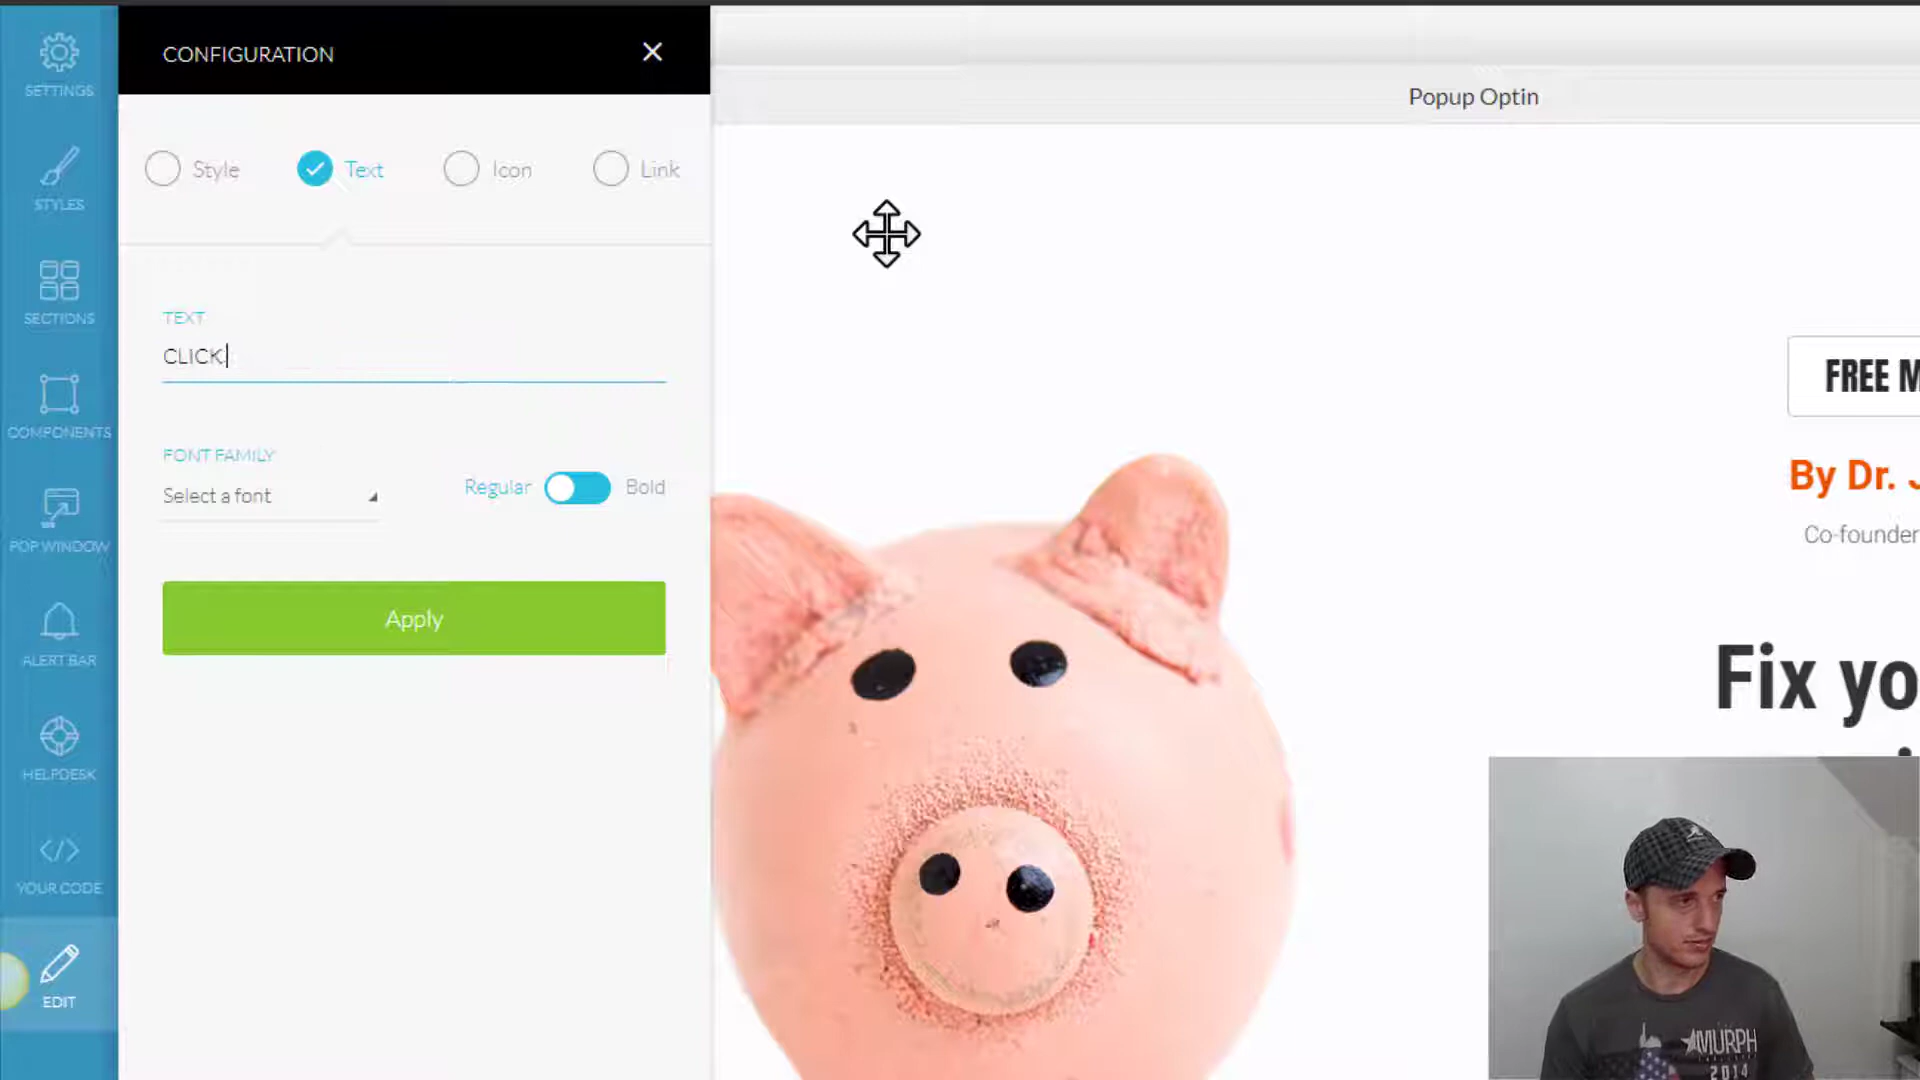 SETTINGS
STYLES
SECTIONS
COMPONENTS
POP WINDOW
ALERT BAR
HELPDESK
YOUR CODE
EDIT
CONFIGURATION
Style
Text
Icon
Link
TEXT
CLICK
FONT FAMILY
Select a font
Regular
Bold
Apply
Popup Optin
FREE M
By Dr. J
Co-founder
Fix yo
MURPH
2014